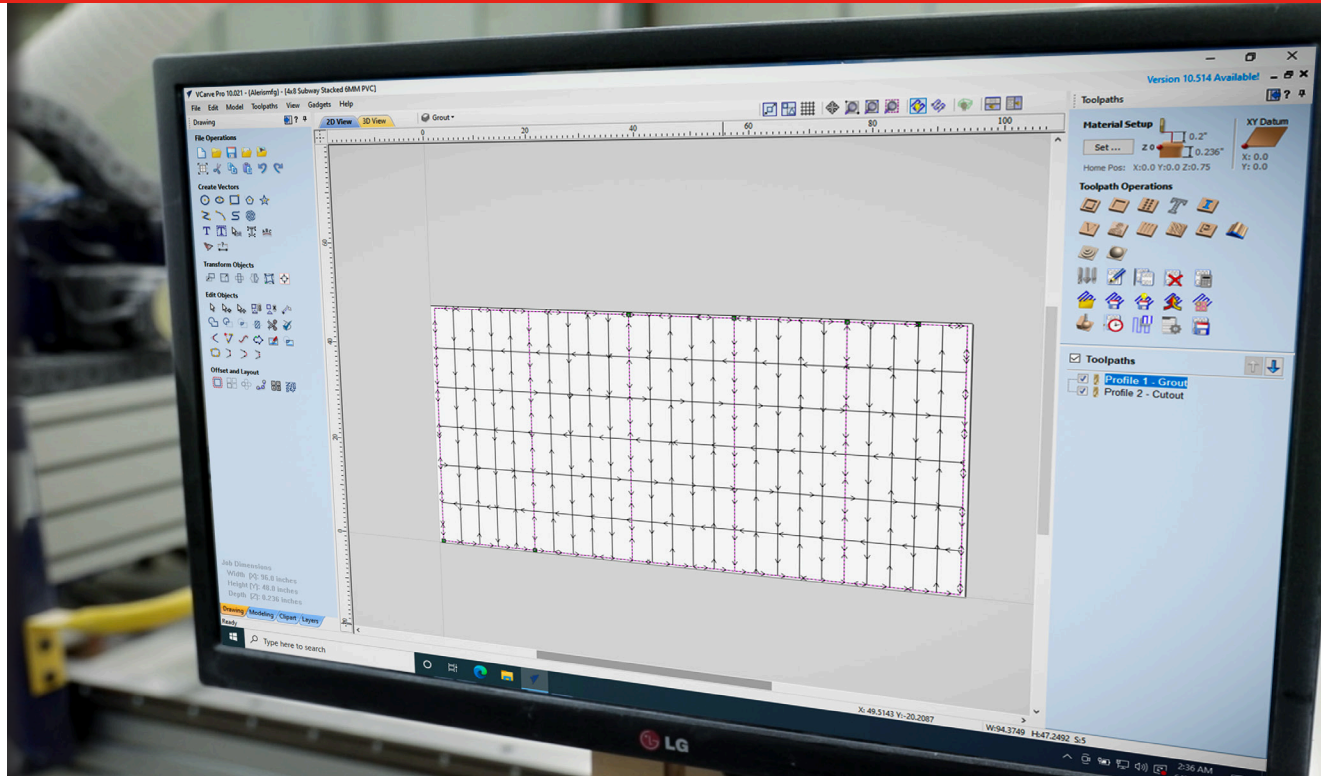 VCarve Pro 10.021 - {Alerismfg} - [4x8 Subway Stacked 6MM PVC]
File Edit Model Toolpaths View Gadgets Help
Version 10.514 Available!
Drawing
2D View 3D View
Grout
0 20 40 60 80 100
File Operations
Create Vectors
Transform Objects
Edit Objects
Offset and Layout
60
40
20
0
Job Dimensions
Width (X): 96.0 inches
Height (Y): 48.0 inches
Depth (Z): 0.236 inches
Drawing Modeling Clipart Layers
Ready
Toolpaths
Material Setup
XY Datum
Set ...
Z 0
0.2"
0.236"
X: 0.0
Y: 0.0
Home Pos: X:0.0 Y:0.0 Z:0.75
Toolpath Operations
Toolpaths
Profile 1 - Grout
Profile 2 - Cutout
X: 49.5143 Y:-20.2087
W:94.3749 H:47.2492 S:5
Type here to search
2:36 AM
LG